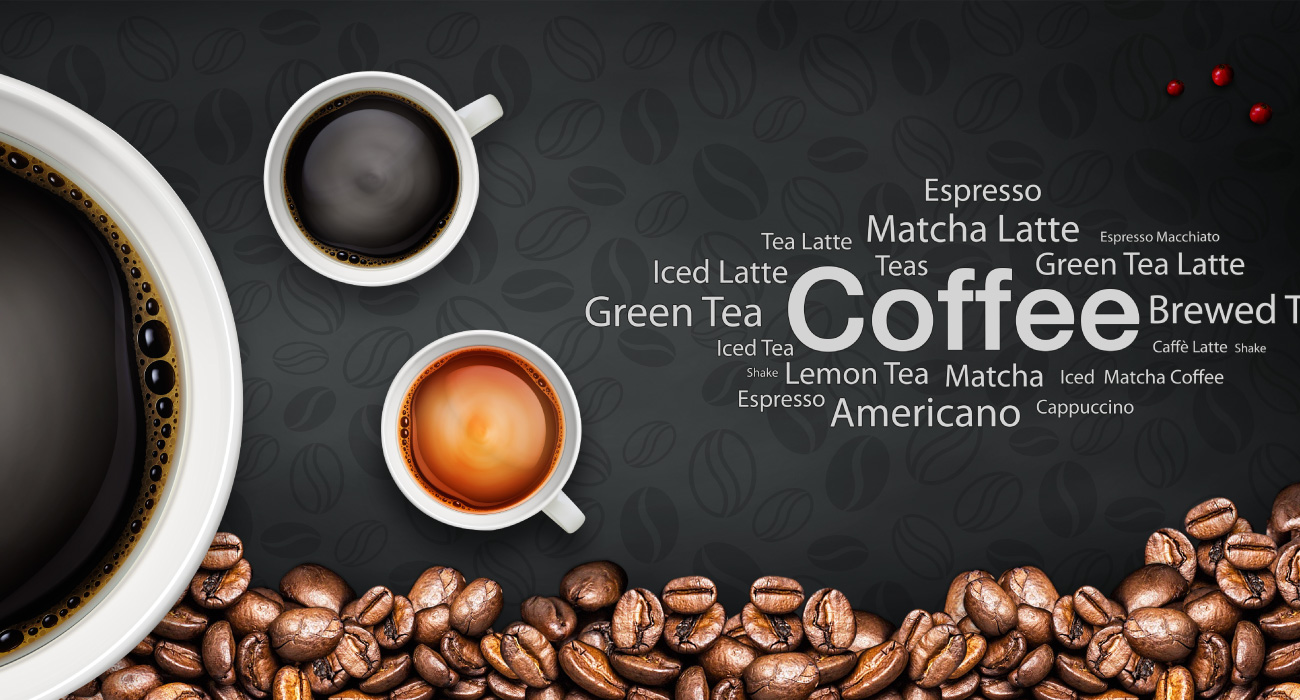 Espresso
Matcha Latte
Tea Latte
Espresso Macchiato
Iced Latte
Teas
Green Tea Latte
Green Tea
Coffee
Brewed T
Iced Tea
Caffè Latte
Shake
Shake
Lemon Tea
Matcha
Iced Matcha Coffee
Espresso
Americano
Cappuccino